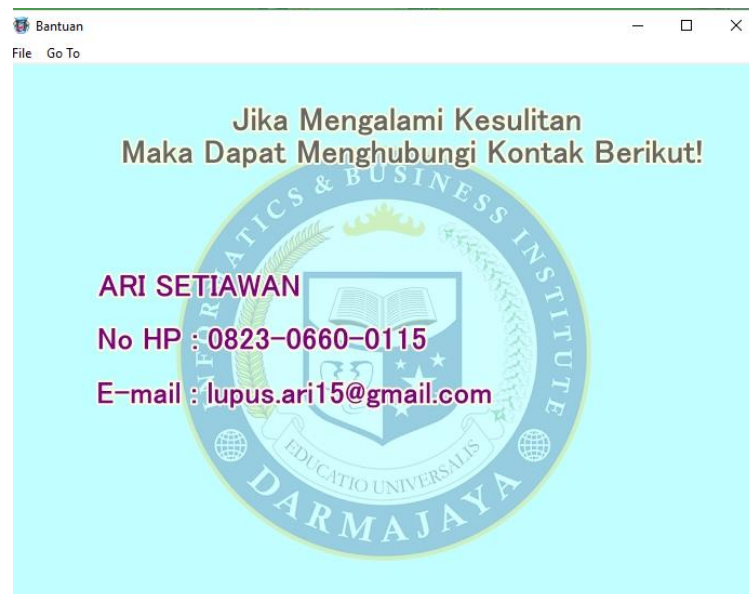 Bantuan
File Go To
Jika Mengalami Kesulitan
Maka Dapat Menghubungi Kontak Berikut!
INFORMATICS & BUSINESS INSTITUTE
ARI SETIAWAN
No HP : 0823-0660-0115
E-mail : lupus.ari15@gmail.com
EDUCATIO UNIVERSALIS
DARMAJAYA